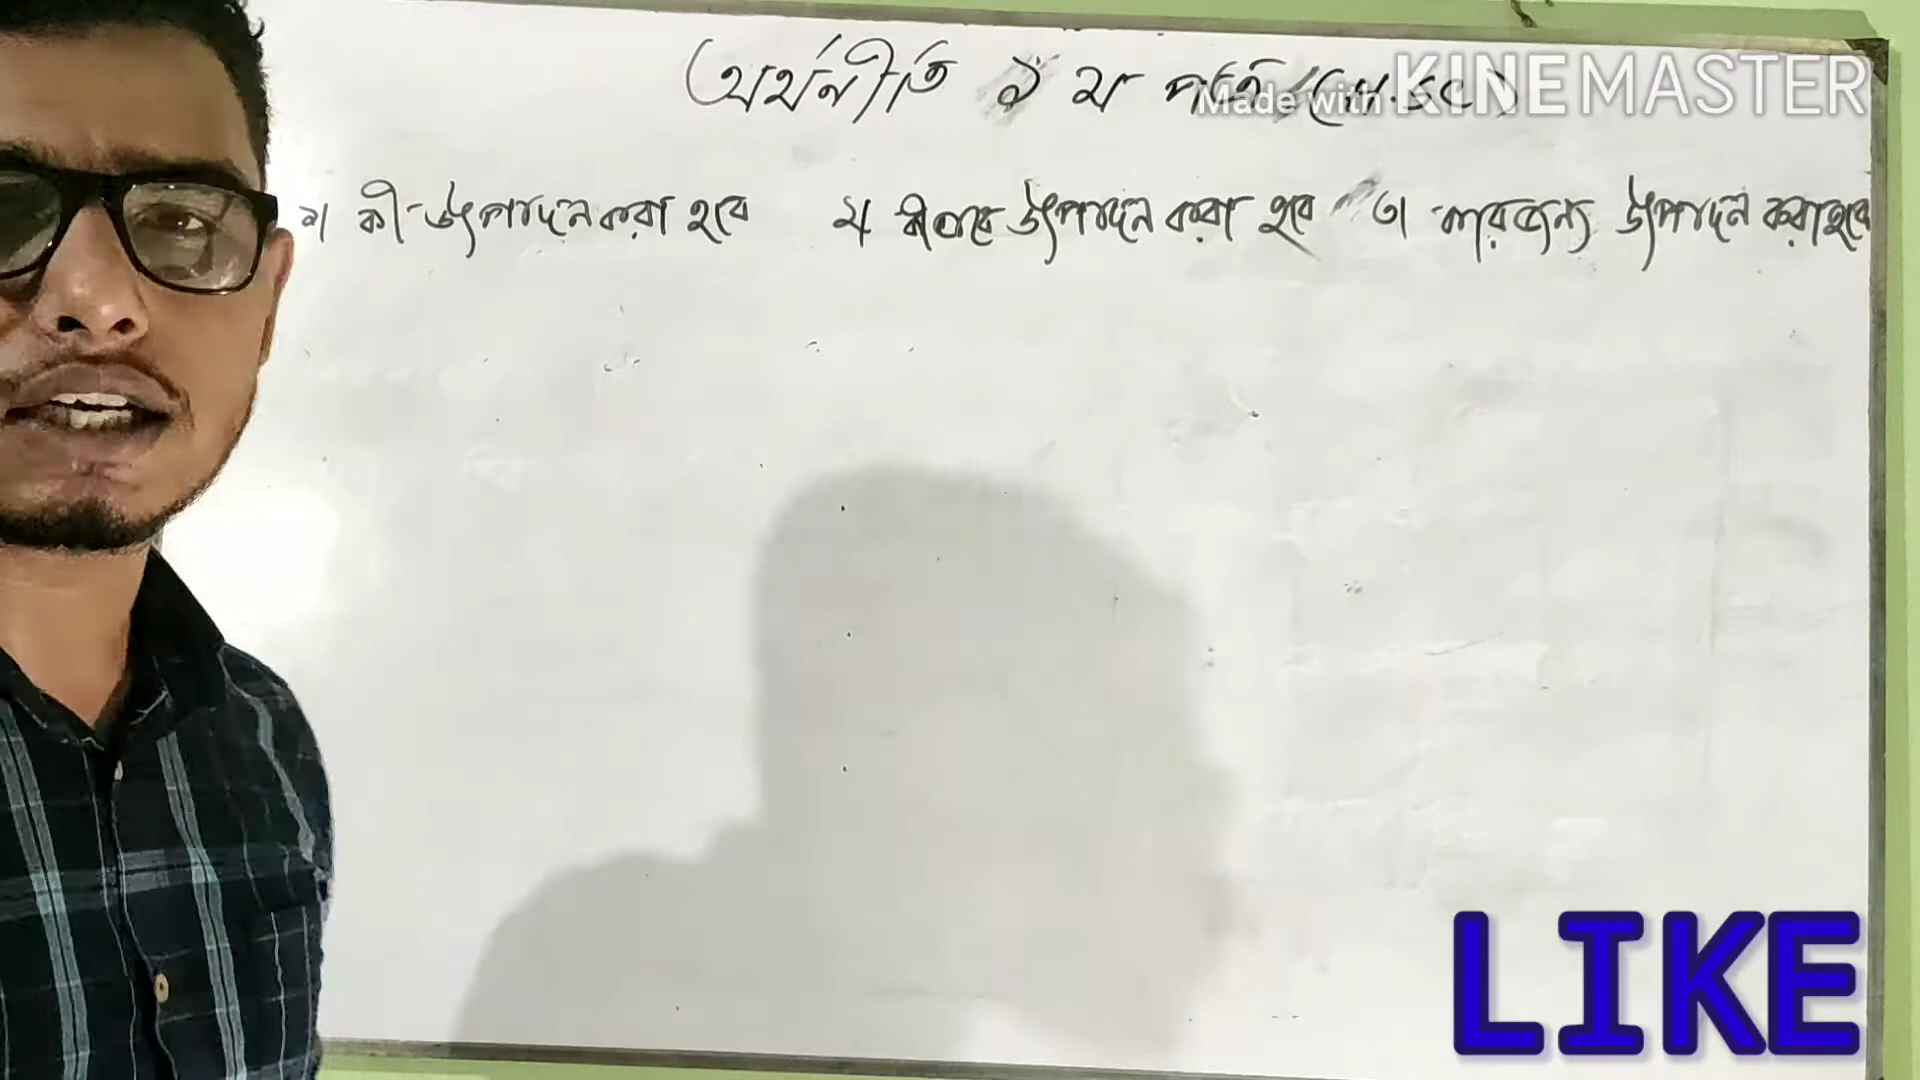 অর্থনীতি ১ ম পত্র (H.SC)
Made with KINEMASTER
১। কী উৎপাদন করা হবে ২। কীভাবে উৎপাদন করা হবে ৩। কার জন্য উৎপাদন করা হবে
LIKE